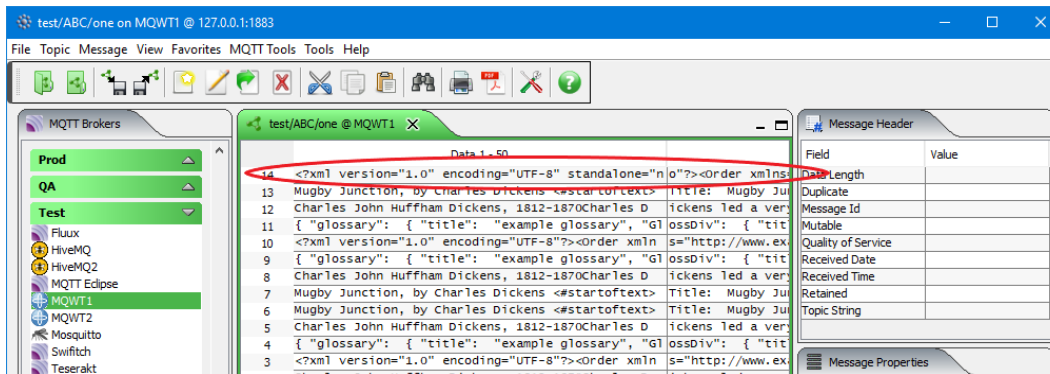 test/ABC/one on MQWT1 @ 127.0.0.1:1883
File Topic Message View Favorites MQTT Tools Tools Help
PDF
MQTT Brokers
Prod
QA
Test
Fluux
HiveMQ
HiveMQ2
MQTT Eclipse
MQWT1
MQWT2
Mosquitto
Swifitch
Teserakt
test/ABC/one @ MQWT1
Data 1 - 50
14 <?xml version="1.0" encoding="UTF-8" standalone="n o"?><Order xmlns=
13 Mugby Junction, by Charles Dickens <#startoftext> Title: Mugby Ju
12 Charles John Huffham Dickens, 1812-1870Charles D ickens led a very
11 { "glossary": { "title": "example glossary", "Gl ossDiv": { "tit
10 <?xml version="1.0" encoding="UTF-8"?><Order xmln s="http://www.ex
9 { "glossary": { "title": "example glossary", "Gl ossDiv": { "tit
8 Charles John Huffham Dickens, 1812-1870Charles D ickens led a very
7 Mugby Junction, by Charles Dickens <#startoftext> Title: Mugby Ju
6 Mugby Junction, by Charles Dickens <#startoftext> Title: Mugby Ju
5 Charles John Huffham Dickens, 1812-1870Charles D ickens led a very
4 { "glossary": { "title": "example glossary", "Gl ossDiv": { "tit
3 <?xml version="1.0" encoding="UTF-8"?><Order xmln s="http://www.ex
Message Header
Field Value
Data Length
Duplicate
Message Id
Mutable
Quality of Service
Received Date
Received Time
Retained
Topic String
Message Properties